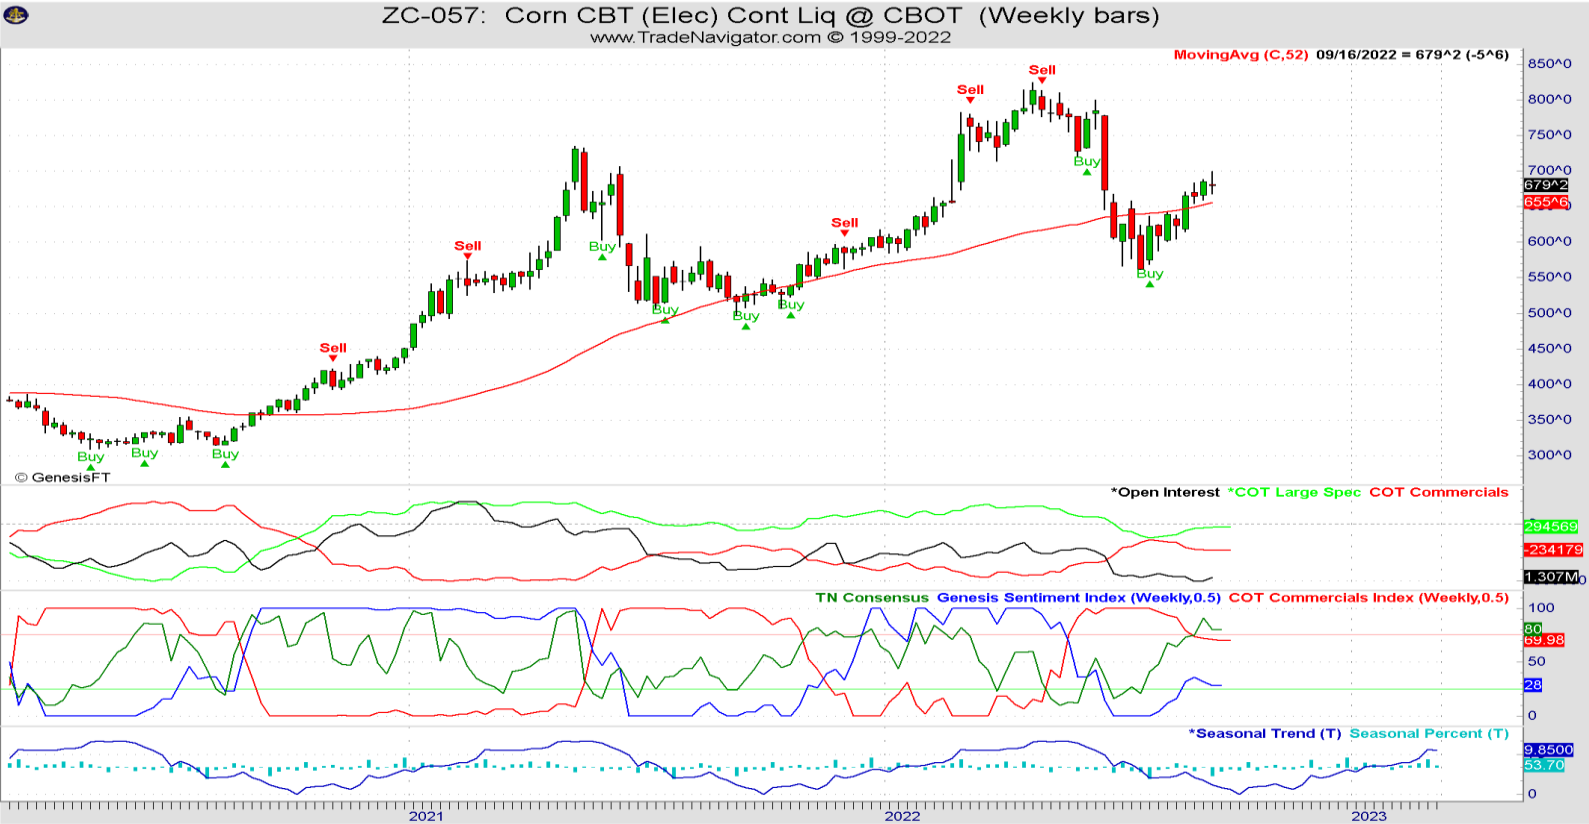 ZC-057: Corn CBT (Elec) Cont Liq @ CBOT (Weekly bars)
www.TradeNavigator.com © 1999-2022
MovingAvg (C,52) 09/16/2022 = 679^2 (-5^6)
850^0
Sell
Sell
800^0
750^0
Buy
700^0
679^2
655^6
Sell
Sell
Buy
600^0
Buy
550^0
Buy
Buy
Buy
500^0
Sell
450^0
400^0
350^0
Buy
Buy
Buy
300^0
© GenesisFT
*Open Interest *COT Large Spec COT Commercials
294569
-234179
1.307M
TN Consensus Genesis Sentiment Index (Weekly,0.5) COT Commercials Index (Weekly,0.5)
100
80
69.98
50
28
0
*Seasonal Trend (T) Seasonal Percent (T)
9.8500
53.70
0
2021 2022 2023